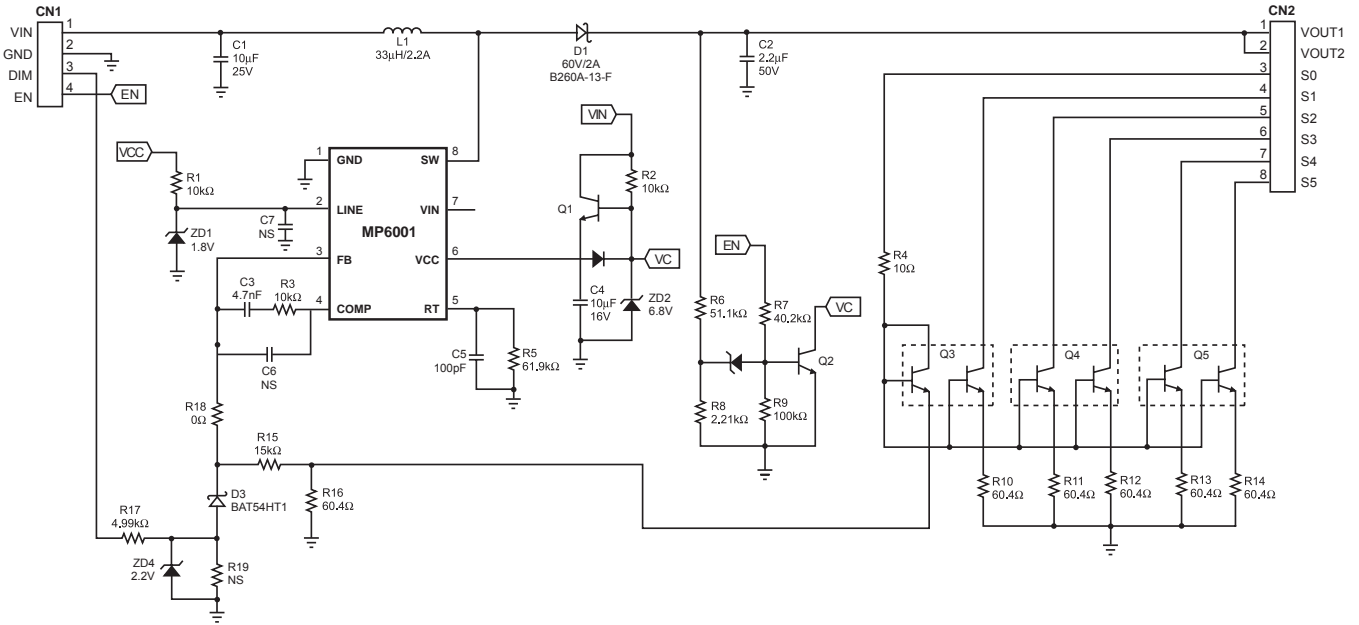 CN1
VIN
GND
DIM
EN
1
2
3
4
EN
C1
10µF
25V
L1
33µH/2.2A
D1
60V/2A
B260A-13-F
C2
2.2µF
50V
CN2
1
2
3
4
5
6
7
8
VOUT1
VOUT2
S0
S1
S2
S3
S4
S5
VCC
R1
10kΩ
ZD1
1.8V
C7
NS
1
2
3
4
GND
LINE
FB
COMP
MP6001
SW
VIN
VCC
RT
8
7
6
5
VIN
R2
10kΩ
Q1
VC
C4
10µF
16V
ZD2
6.8V
C3
4.7nF
R3
10kΩ
C6
NS
C5
100pF
R5
61.9kΩ
EN
R6
51.1kΩ
R7
40.2kΩ
VC
Q2
R8
2.21kΩ
R9
100kΩ
R4
10Ω
Q3
Q4
Q5
R18
0Ω
R15
15kΩ
R16
60.4Ω
D3
BAT54HT1
R17
4.99kΩ
ZD4
2.2V
R19
NS
R10
60.4Ω
R11
60.4Ω
R12
60.4Ω
R13
60.4Ω
R14
60.4Ω